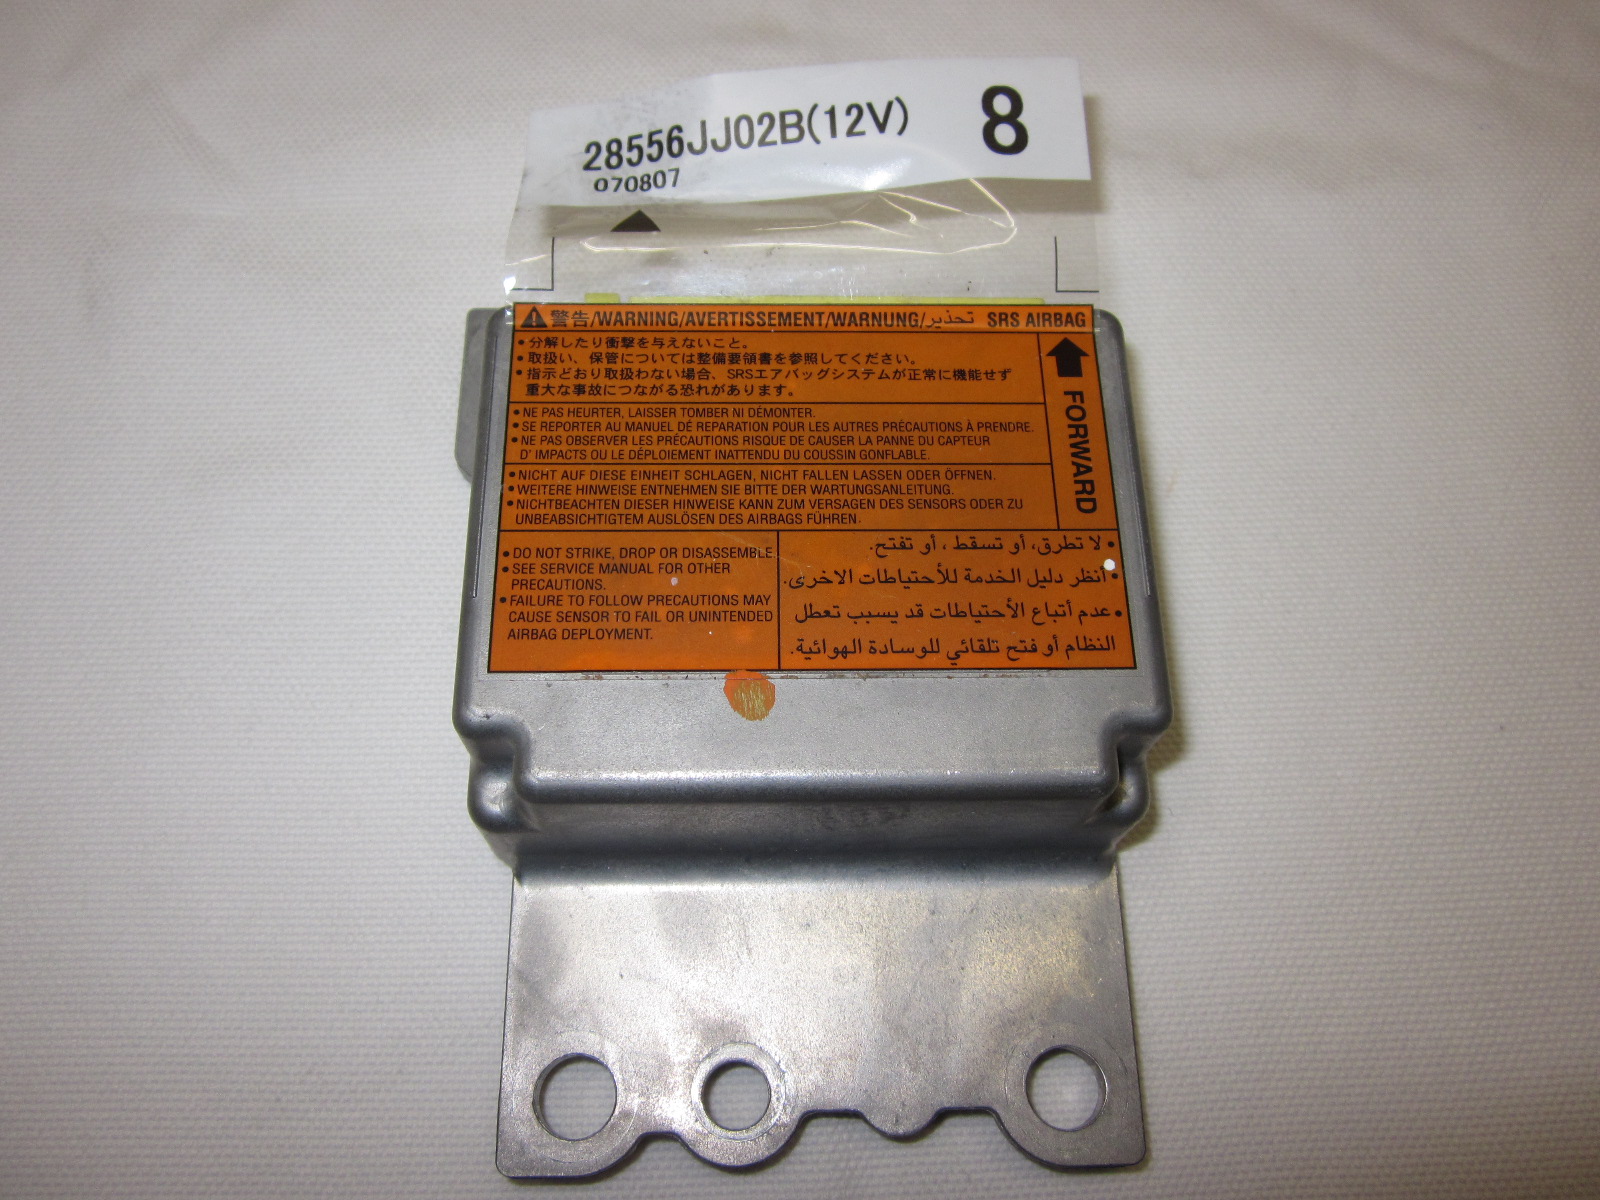 28556JJ02B(12V) 8
070807
警告/WARNING/AVERTISSEMENT/WARNUNG/تحذير SRS AIRBAG
• 分解したり衝撃を与えないこと。
• 取扱い、保管については整備要領書を参照してください。
• 指示どおり取扱わない場合、SRSエアバッグシステムが正常に機能せず
重大な事故につながる恐れがあります。
FORWARD
• NE PAS HEURTER, LAISSER TOMBER NI DÉMONTER.
• SE REPORTER AU MANUEL DE REPARATION POUR LES AUTRES PRÉCAUTIONS À PRENDRE.
• NE PAS OBSERVER LES PRÉCAUTIONS RISQUE DE CAUSER LA PANNE DU CAPTEUR
D' IMPACTS OU LE DÉPLOIEMENT INATTENDU DU COUSSIN GONFLABLE.
• NICHT AUF DIESE EINHEIT SCHLAGEN, NICHT FALLEN LASSEN ODER ÖFFNEN.
• WEITERE HINWEISE ENTNEHMEN SIE BITTE DER WARTUNGSANLEITUNG.
• NICHTBEACHTEN DIESER HINWEISE KANN ZUM VERSAGEN DES SENSORS ODER ZU
UNBEABSICHTIGTEM AUSLÖSEN DES AIRBAGS FÜHREN.
• DO NOT STRIKE, DROP OR DISASSEMBLE.
• SEE SERVICE MANUAL FOR OTHER
PRECAUTIONS.
• FAILURE TO FOLLOW PRECAUTIONS MAY
CAUSE SENSOR TO FAIL OR UNINTENDED
AIRBAG DEPLOYMENT.
• لا تطرق، أو تسقط ، أو تفتح.
• أنظر دليل الخدمة للأحتياطات الاخرى.
• عدم أتباع الأحتياطات قد يسبب تعطل
النظام أو فتح تلقائي للوسادة الهوائية.